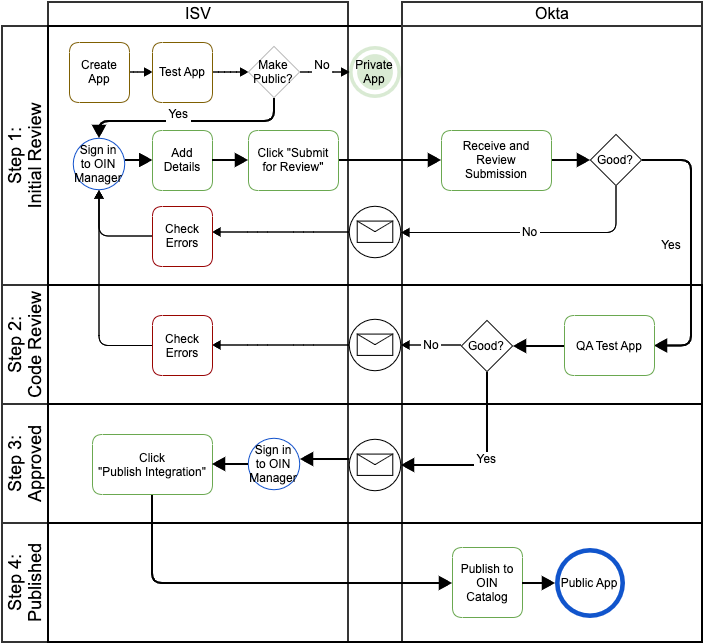 ISV
Okta
Step 1:
Initial Review
Create
App
Test App
Make
Public?
No
Private
App
Yes
Sign in
to OIN
Manager
Add
Details
Click "Submit
for Review"
Receive and
Review
Submission
Good?
Check
Errors
No
Yes
Step 2:
Code Review
Check
Errors
No
Good?
QA Test App
Step 3:
Approved
Click
"Publish Integration"
Sign in
to OIN
Manager
Yes
Step 4:
Published
Publish to
OIN
Catalog
Public App